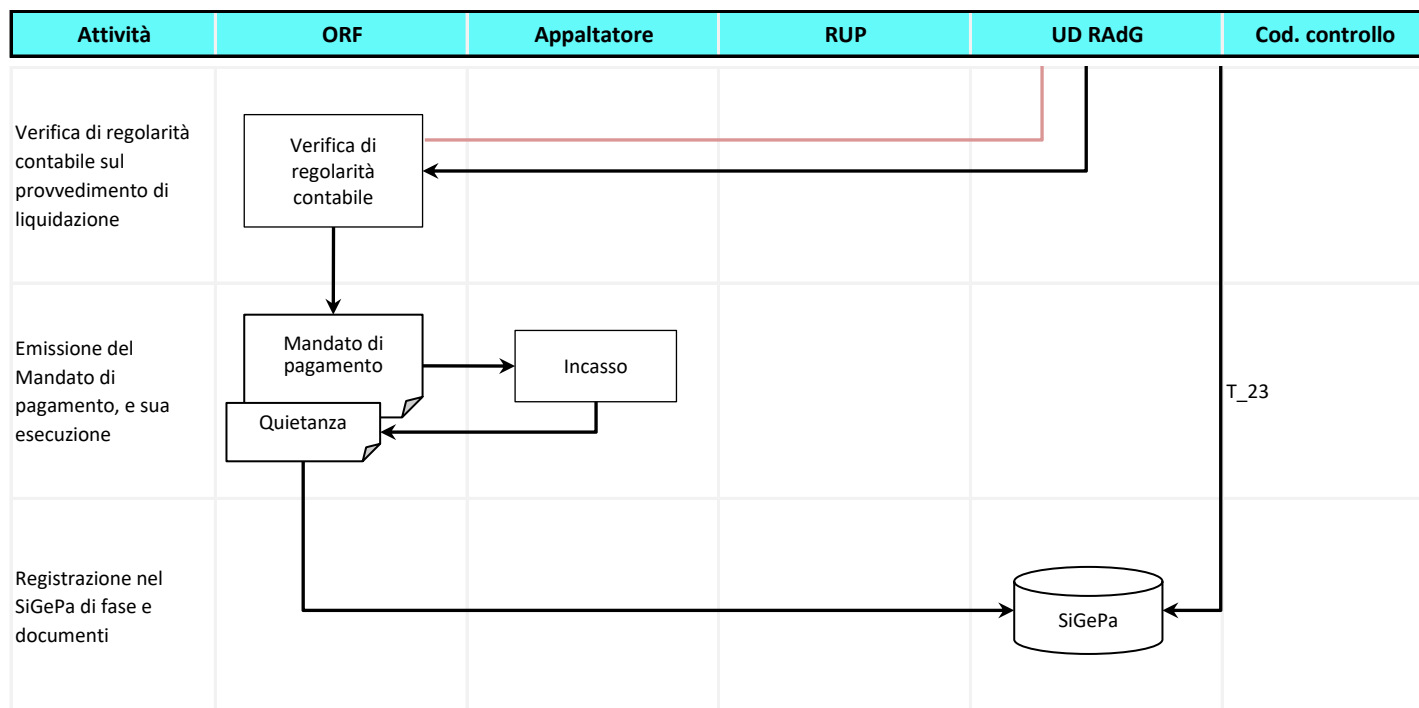 Attività
ORF
Appaltatore
RUP
UD RAdG
Cod. controllo
Verifica di regolarità
contabile sul
provvedimento di
liquidazione
Verifica di
regolarità
contabile
Emissione del
Mandato di
pagamento, e sua
esecuzione
Mandato di
pagamento
Quietanza
Incasso
T_23
Registrazione nel
SiGePa di fase e
documenti
SiGePa